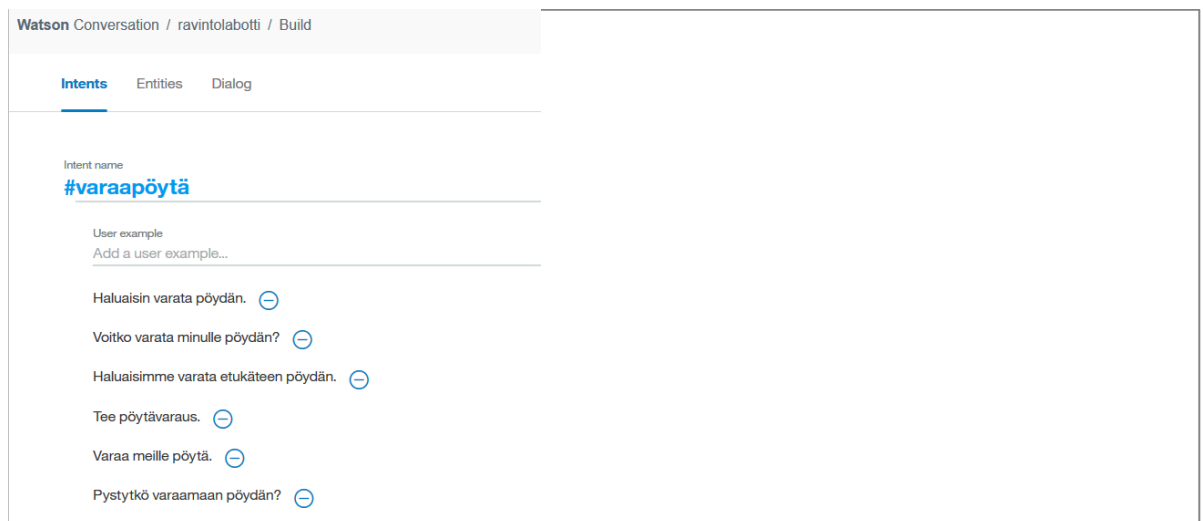 Watson Conversation / ravintolabotti / Build
Intents Entities Dialog
Intent name
#varaapöytä
User example
Add a user example...
Haluaisin varata pöydän.
Voitko varata minulle pöydän?
Haluaisimme varata etukäteen pöydän.
Tee pöytävaraus.
Varaa meille pöytä.
Pystytkö varaamaan pöydän?